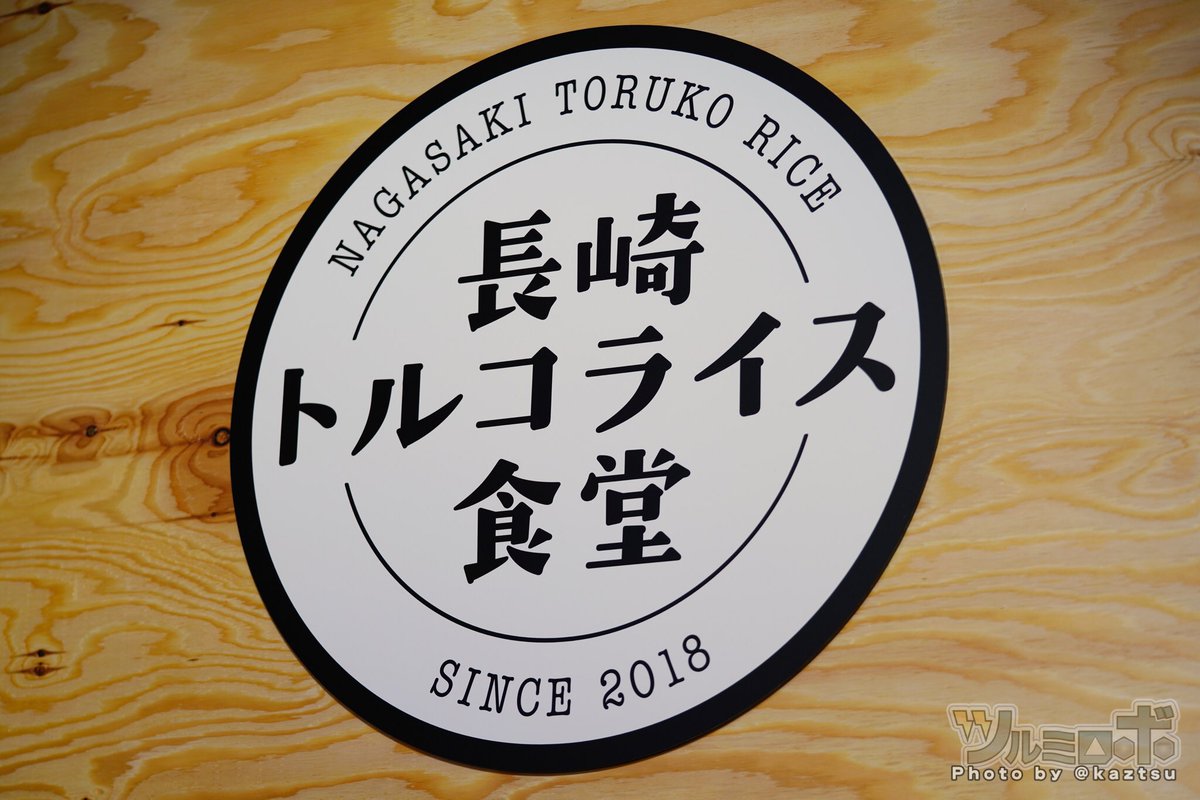 NAGASAKI TORUKO RICE
長崎
トルコライス
食堂
SINCE 2018
ツルミロボ
Photo by @kaztsu